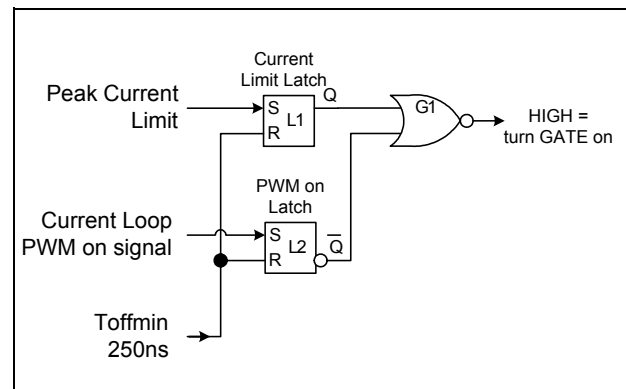 Current
Limit Latch
Q
Peak Current
Limit
S
L1
R
G1
HIGH =
turn GATE on
PWM on
Latch
Current Loop
PWM on signal
S
L2
R
Q
Toffmin
250ns